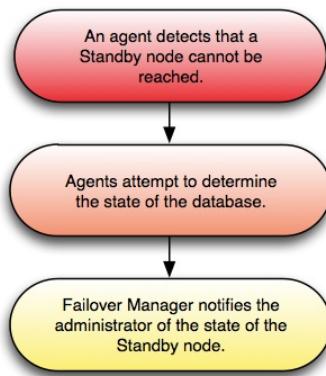 An agent detects that a
Standby node cannot be
reached.
Agents attempt to determine
the state of the database.
Failover Manager notifies the
administrator of the state of the
Standby node.